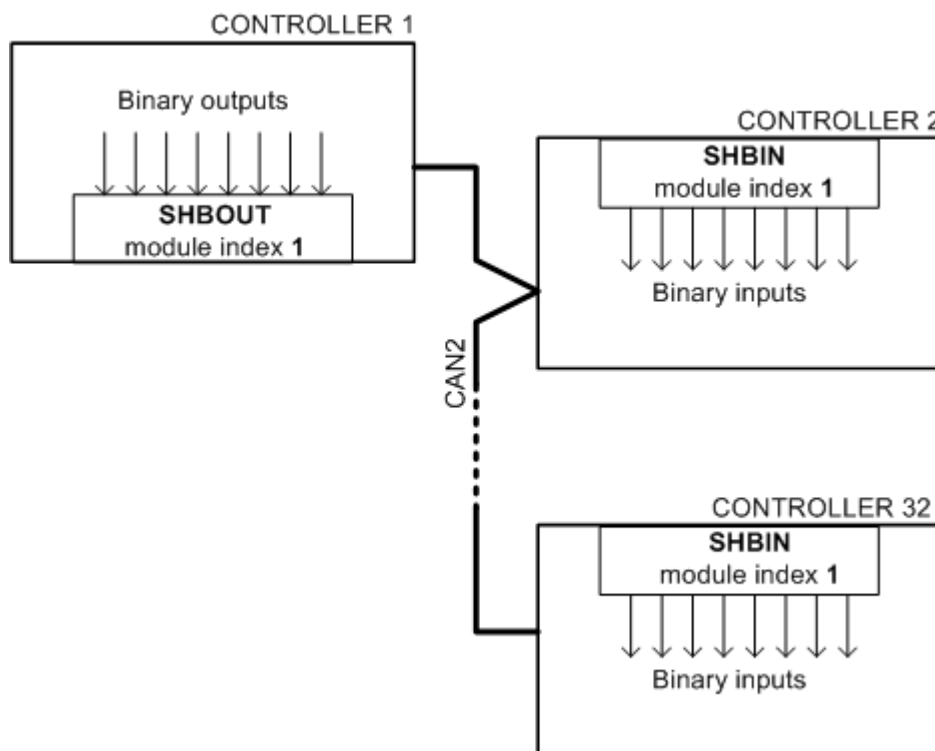 CONTROLLER 1
Binary outputs
SHBOUT
module index 1
CONTROLLER 2
SHBIN
module index 1
Binary inputs
CAN2
CONTROLLER 32
SHBIN
module index 1
Binary inputs